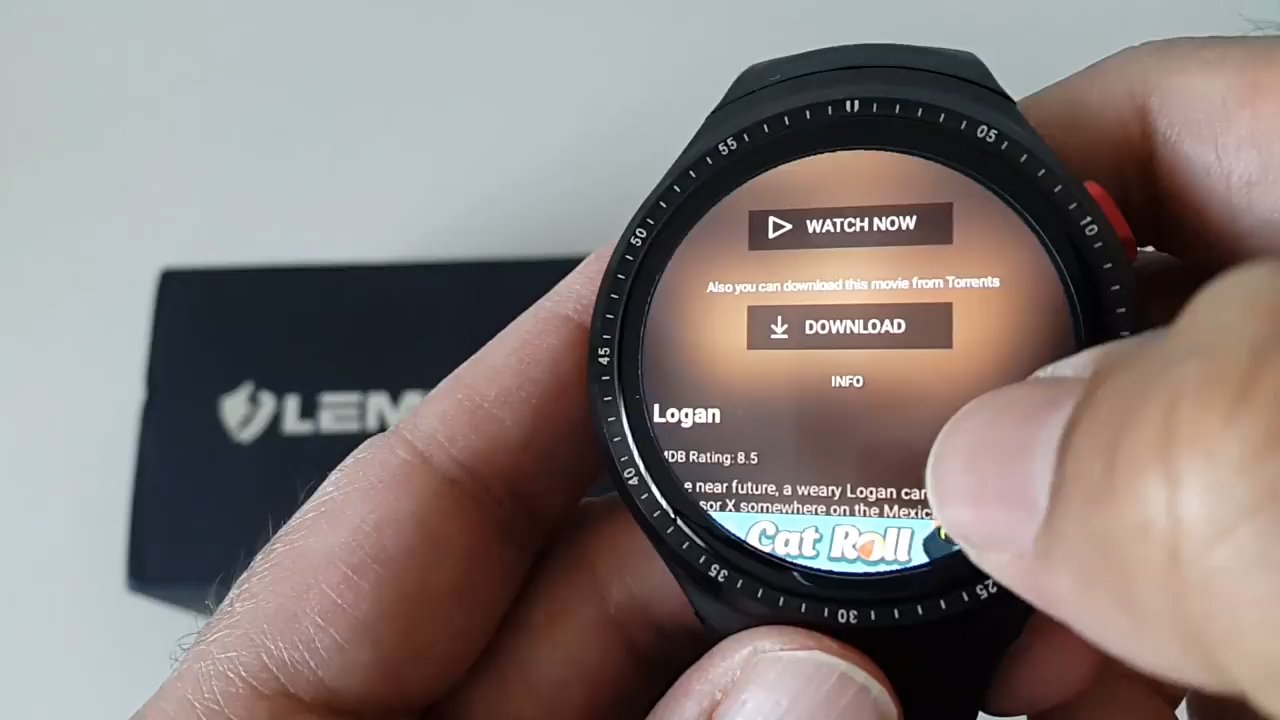 55
05
50
10
WATCH NOW
Also you can download this movie from Torrents
45
DOWNLOAD
INFO
LEM
Logan
MDB Rating: 8.5
40
e near future, a weary Logan car
sor X somewhere on the Mexic
Cat Roll
35
30
25